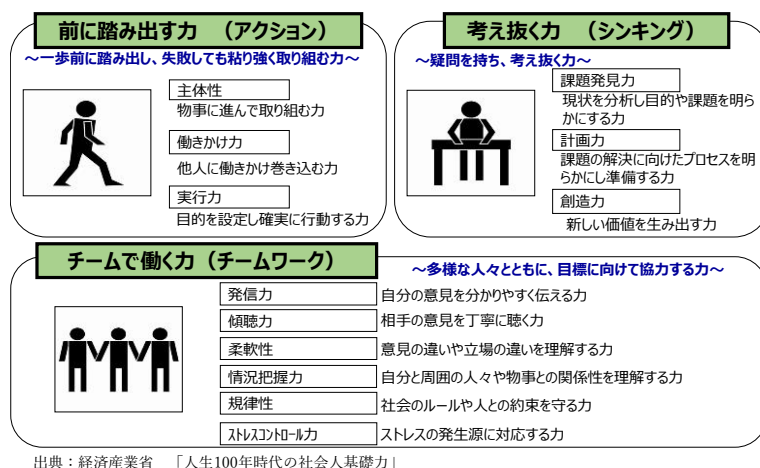 前に踏み出す力　（アクション）
～一歩前に踏み出し、失敗しても粘り強く取り組む力～
主体性
物事に進んで取り組む力
働きかけ力
他人に働きかけ巻き込む力
実行力
目的を設定し確実に行動する力
考え抜く力　（シンキング）
～疑問を持ち、考え抜く力～
課題発見力
現状を分析し目的や課題を明ら
かにする力
計画力
課題の解決に向けたプロセスを明
らかにし準備する力
創造力
新しい価値を生み出す力
チームで働く力（チームワーク）
～多様な人々とともに、目標に向けて協力する力～
発信力　自分の意見を分かりやすく伝える力
傾聴力　相手の意見を丁寧に聴く力
柔軟性　意見の違いや立場の違いを理解する力
情況把握力　自分と周囲の人々や物事との関係性を理解する力
規律性　社会のルールや人との約束を守る力
ｽﾄﾚｽｺﾝﾄﾛｰﾙ力　ストレスの発生源に対応する力
出典：経済産業省　「人生100年時代の社会人基礎力」